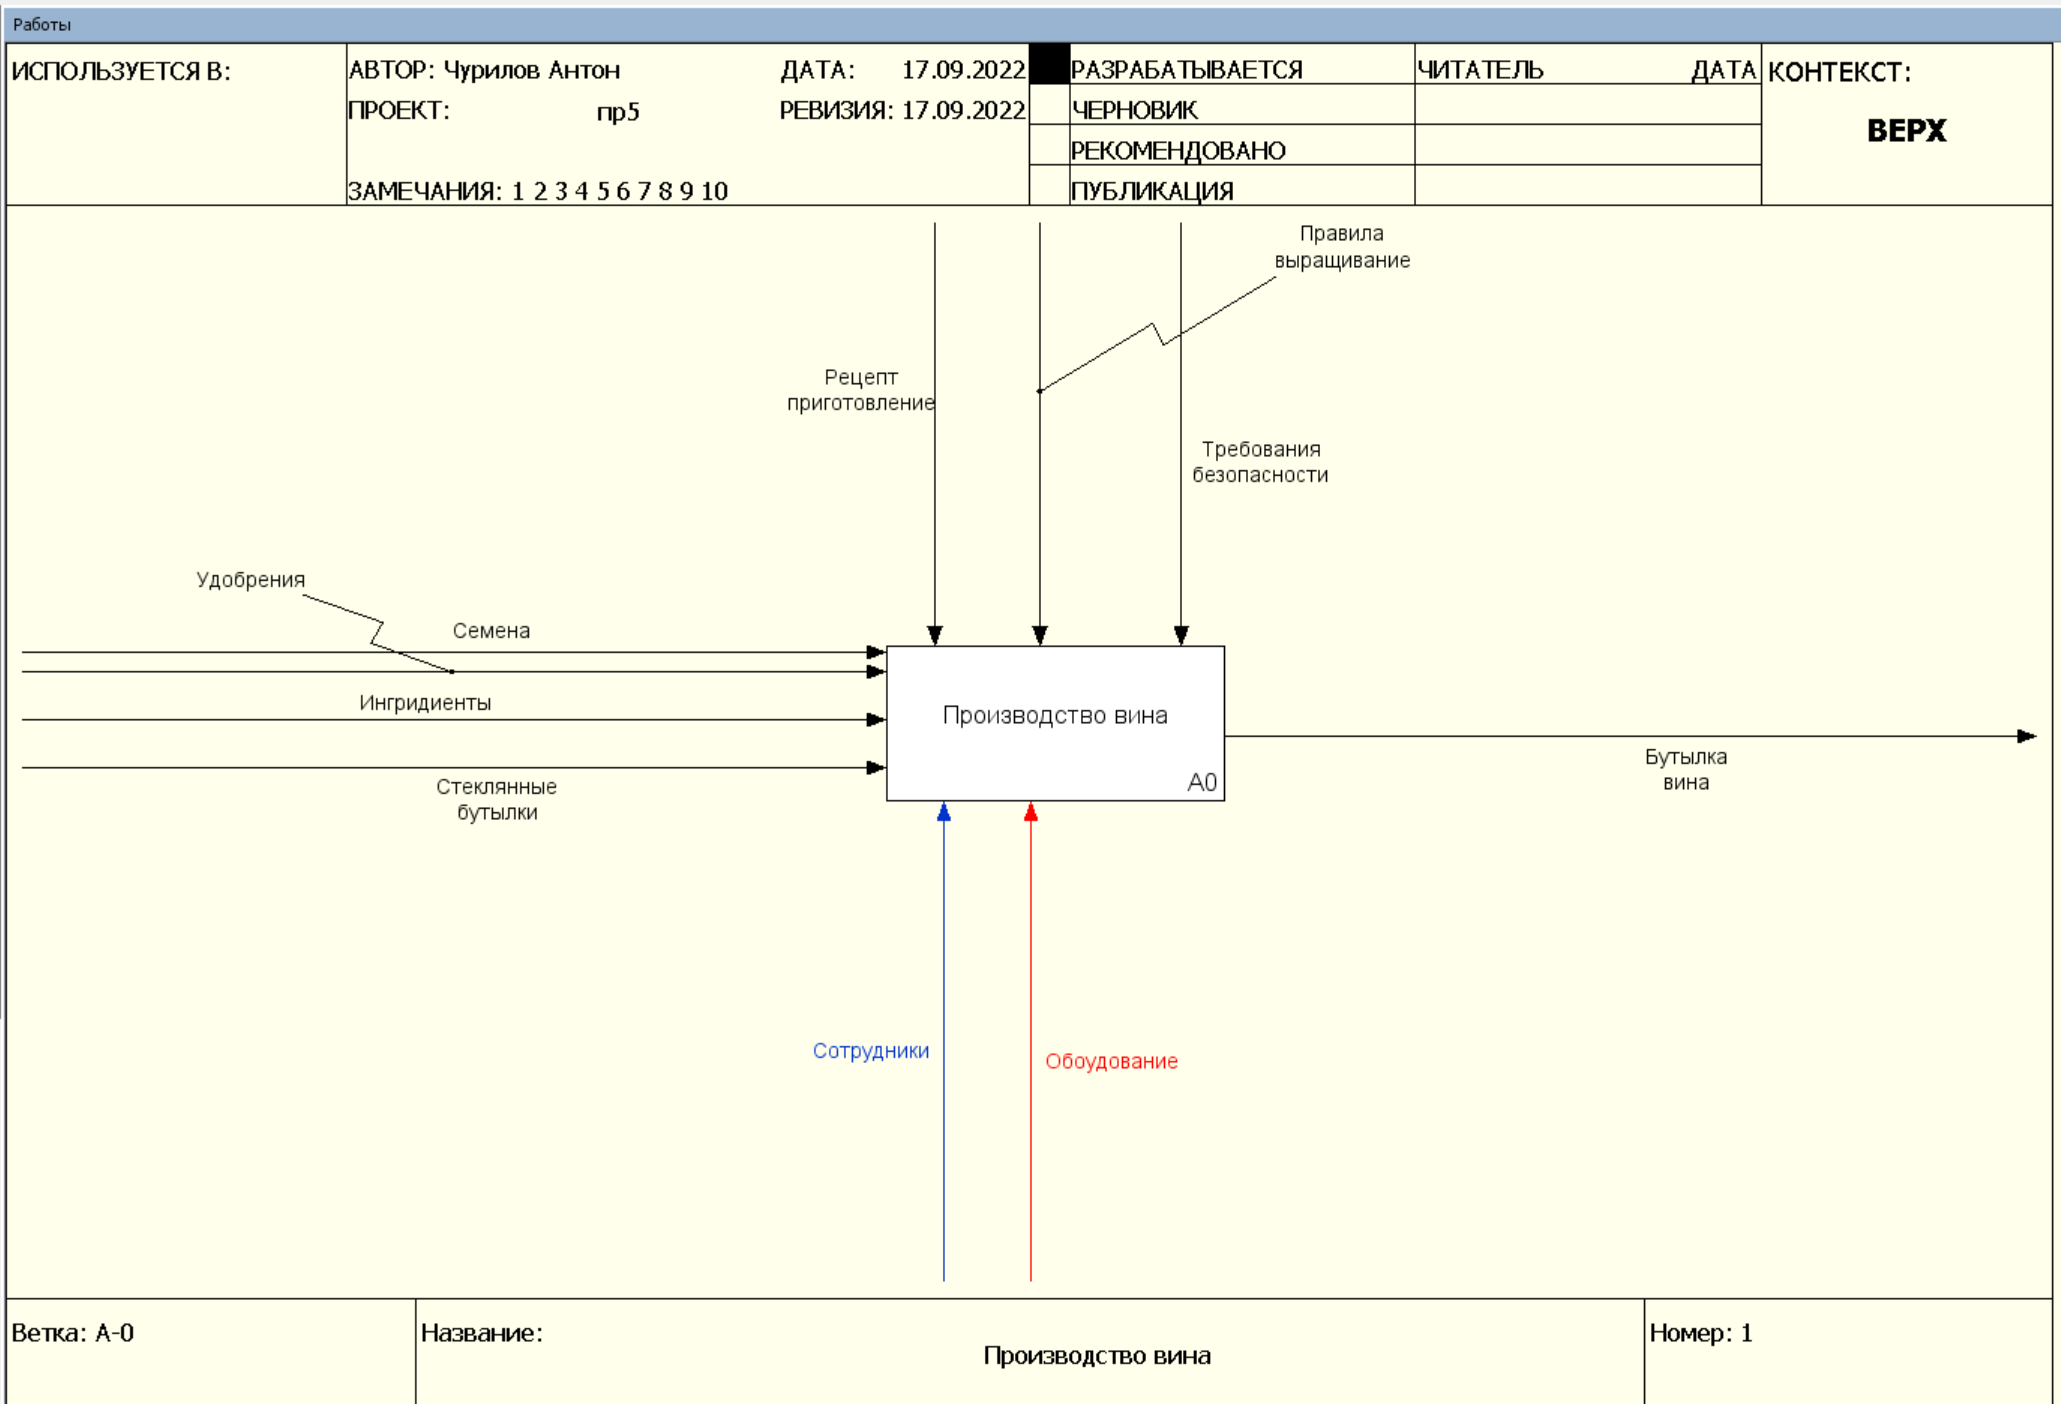 Работы
ИСПОЛЬЗУЕТСЯ В:
АВТОР: Чурилов Антон
ДАТА: 17.09.2022
ПРОЕКТ: пр5
РЕВИЗИЯ: 17.09.2022
ЗАМЕЧАНИЯ: 1 2 3 4 5 6 7 8 9 10
РАЗРАБАТЫВАЕТСЯ
ЧЕРНОВИК
РЕКОМЕНДОВАНО
ПУБЛИКАЦИЯ
ЧИТАТЕЛЬ ДАТА
КОНТЕКСТ:
ВЕРХ
Правила
выращивание
Рецепт
приготовление
Требования
безопасности
Удобрения
Семена
Ингридиенты
Стеклянные
бутылки
Производство вина
A0
Бутылка
вина
Сотрудники
Обоудование
Ветка: A-0
Название:
Производство вина
Номер: 1